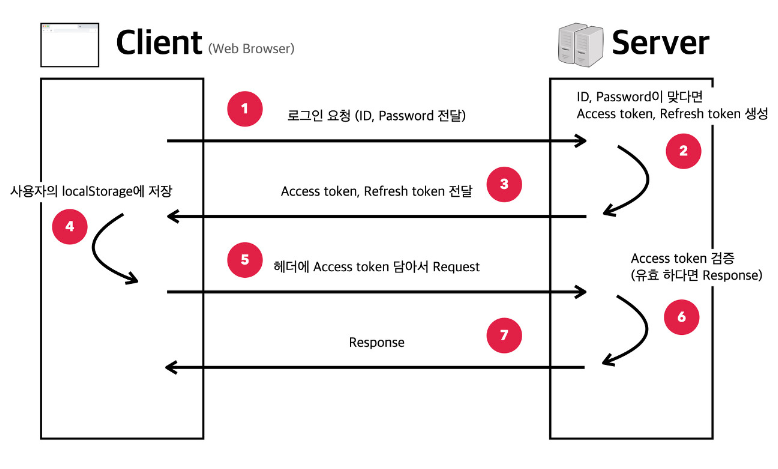 Client (Web Browser)
Server
1
로그인 요청 (ID, Password 전달)
ID, Password이 맞다면
Access token, Refresh token 생성
2
Access token, Refresh token 전달
3
사용자의 localStorage에 저장
4
5
헤더에 Access token 담아서 Request
Access token 검증
(유효 하다면 Response)
6
Response
7